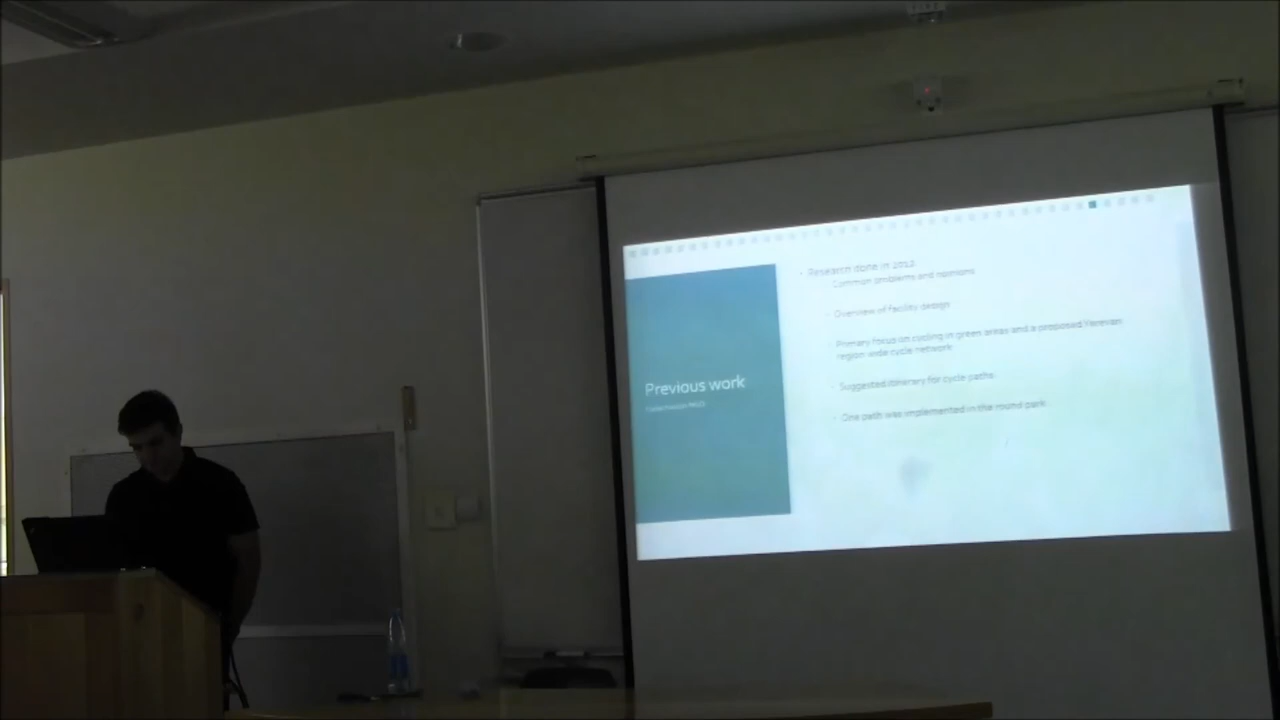 Previous work
Research done in 2012
Common problems and opinions
Overview of facility design
Primary focus on cycling in green areas and a proposed Yerevan
region wide cycle network
Suggested itinerary for cycle paths
One path was implemented in the round park